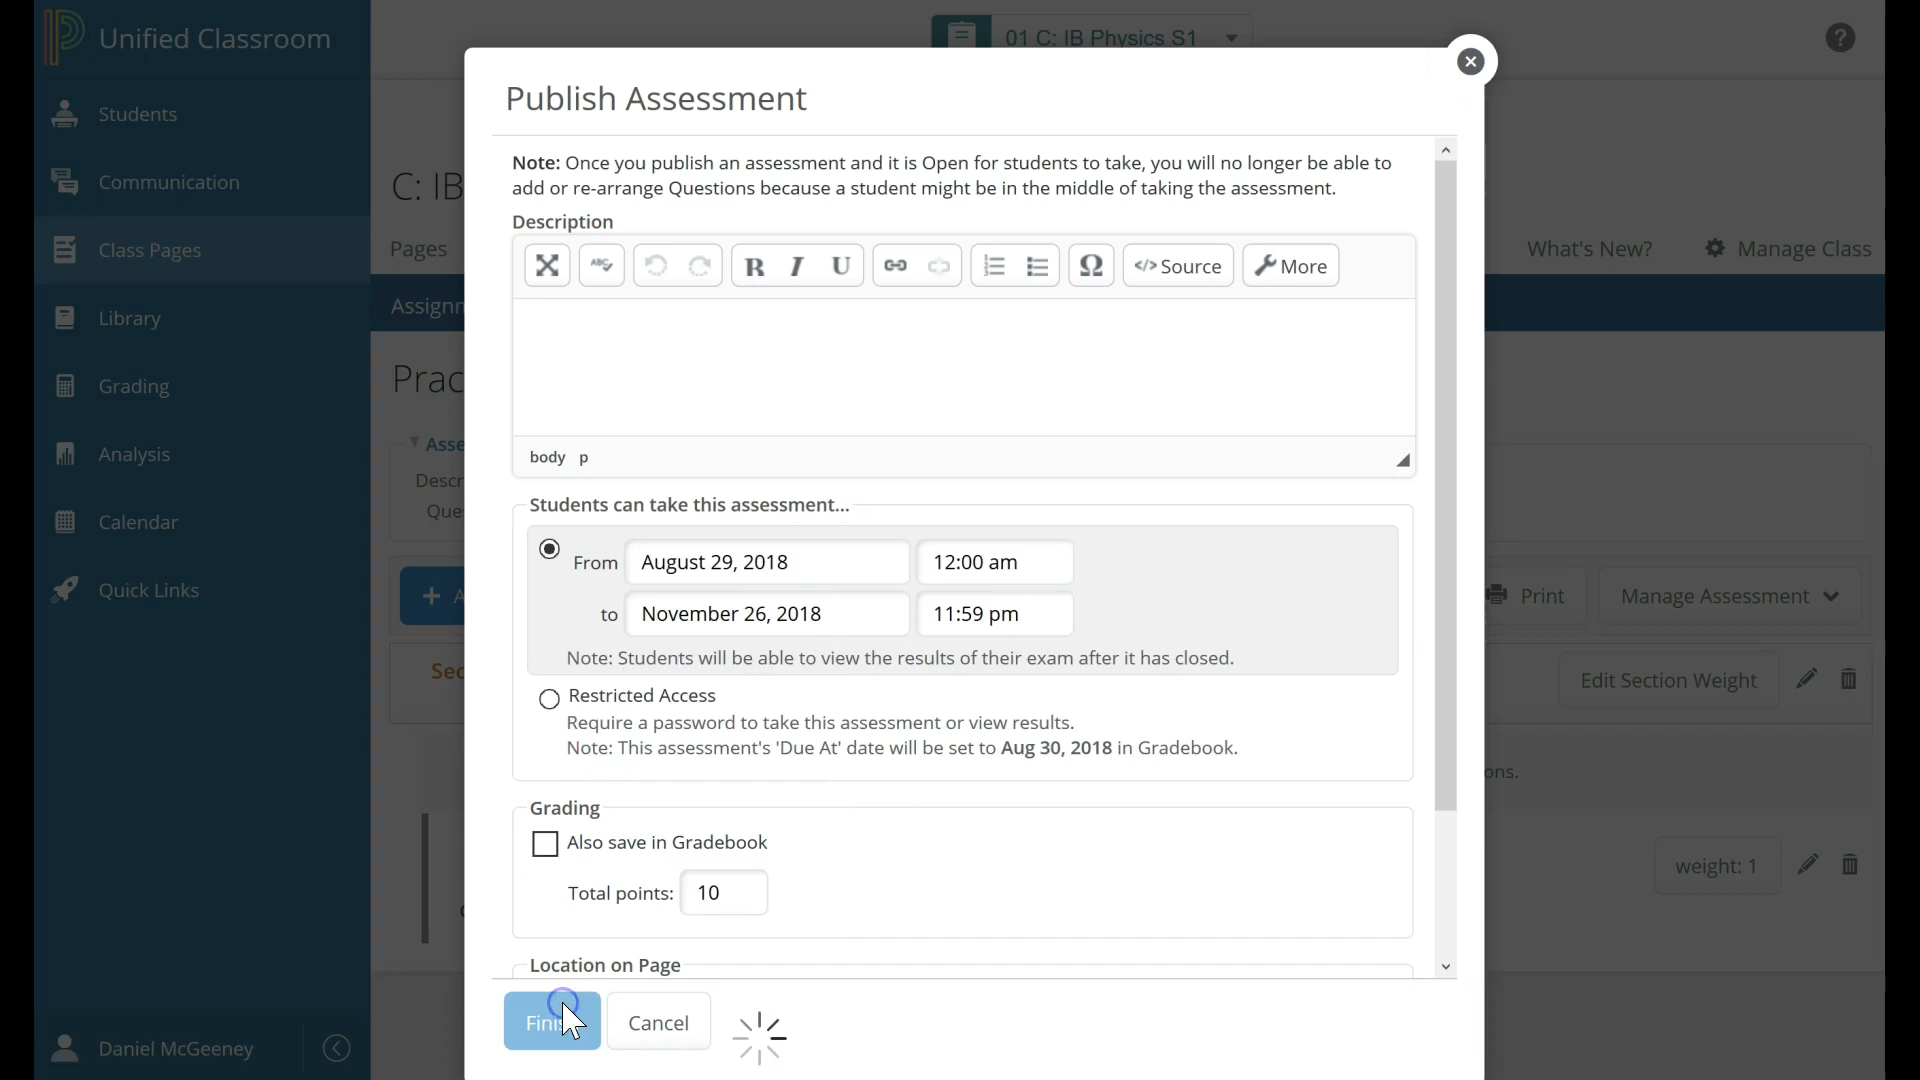 Unified Classroom
01 C: IB Physics S1
Students
Communication
Class Pages
Library
Grading
Analysis
Calendar
Quick Links
Daniel McGeeney
C: IB
Pages
What's New?
Manage Class
Publish Assessment
Note: Once you publish an assessment and it is Open for students to take, you will no longer be able to
add or re-arrange Questions because a student might be in the middle of taking the assessment.
Description
ABC
B I U
Ω
</> Source
More
body p
Students can take this assessment...
From August 29, 2018 12:00 am
to November 26, 2018 11:59 pm
Note: Students will be able to view the results of their exam after it has closed.
Restricted Access
Require a password to take this assessment or view results.
Note: This assessment's 'Due At' date will be set to Aug 30, 2018 in Gradebook.
Grading
Also save in Gradebook
Total points: 10
Location on Page
Cancel
Print
Manage Assessment
Edit Section Weight
weight: 1